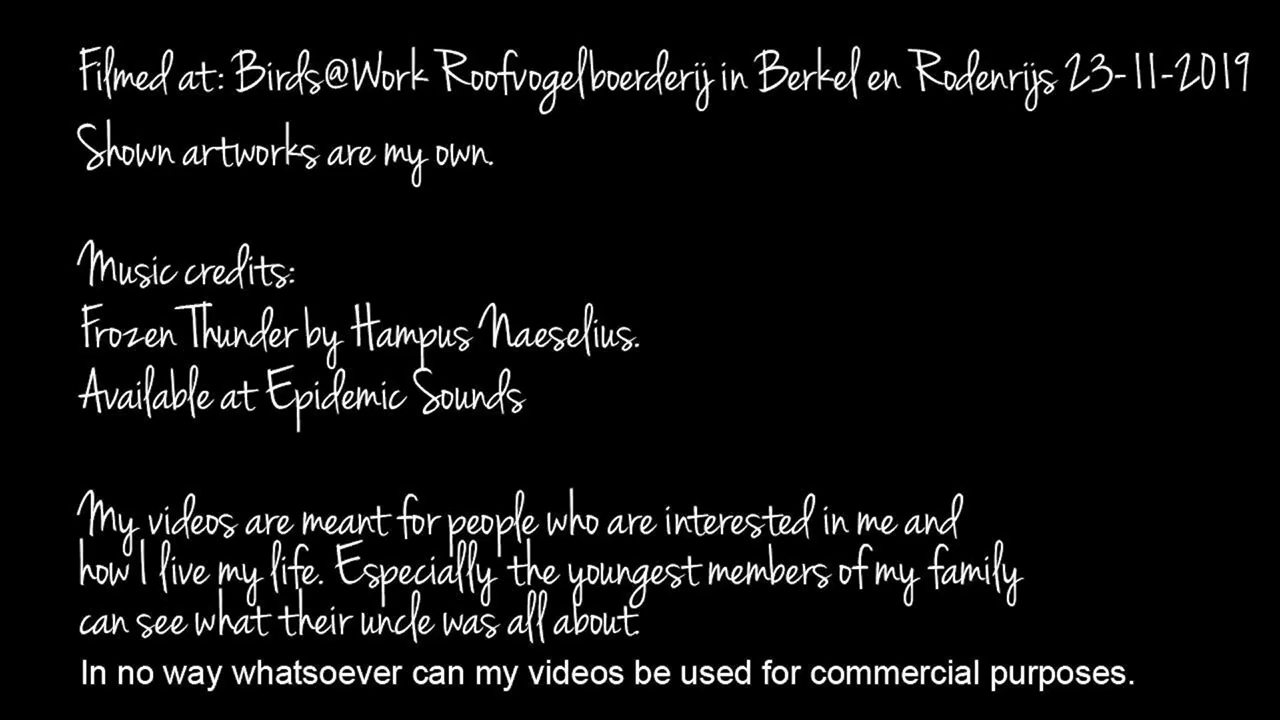 Filmed at: Birds@Work Roofvogelboerderij in Berkel en Rodenrijs 23-11-2019
Shown artworks are my own.
Music credits:
Frozen Thunder by Hampus Naeselius.
Available at Epidemic Sounds
My videos are meant for people who are interested in me and
how I live my life. Especially the youngest members of my family
can see what their uncle was all about.
In no way whatsoever can my videos be used for commercial purposes.